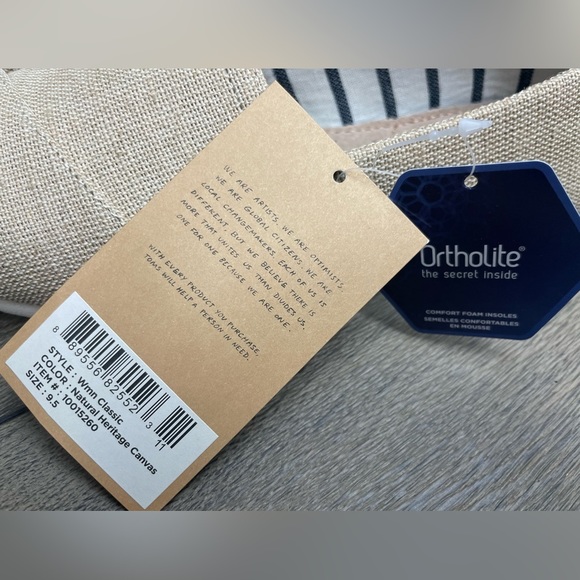 WE ARE ARTISTS. WE ARE OPTIMISTS.
WE ARE GLOBAL CITIZENS. WE ARE
LOCAL CHANGEMAKERS. EACH OF US IS
DIFFERENT, BUT WE BELIEVE THERE IS
MORE THAT UNITES US THAN DIVIDES US.
ONE FOR ONE BECAUSE WE ARE ONE.
WITH EVERY PRODUCT YOU PURCHASE,
TOMS WILL HELP A PERSON IN NEED.
8 89556 82552 3
11
STYLE : Wmn Classic
COLOR : Natural Heritage Canvas
ITEM # : 10015260
SIZE : 9.5
Ortholite®
the secret inside
COMFORT FOAM INSOLES
SEMELLES CONFORTABLES
EN MOUSSE